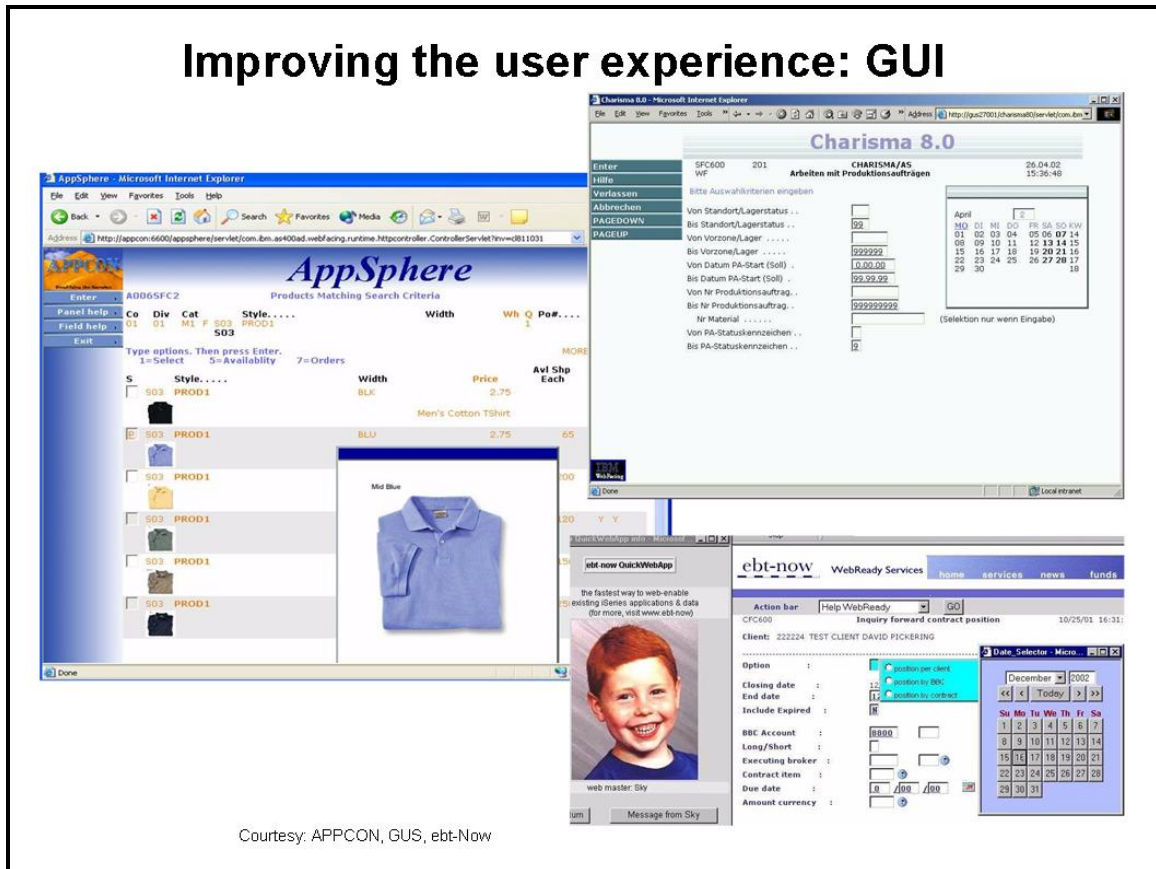 Improving the user experience: GUI
AppSphere - Microsoft Internet Explorer
File Edit View Favorites Tools Help
Back Search Favorites Media
Address http://appcon:6600/appsphere/servlet/com.ibm.as400ad.webfacing.runtime.httpcontroller.ControllerServlet?inv=cl811031
APPCON
AppSphere
Enter
Panel help
Field help
Exit
A006SFC2 Products Matching Search Criteria
Co Div Cat Style..... Width Wh Q Po#....
01 01 M1 F S03 PROD1 1
S03
Type options. Then press Enter. MORE
1=Select 5=Availablity 7=Orders
Avl Shp
S Style..... Width Price Each
S03 PROD1 BLK 2.75
Men's Cotton TShirt
S03 PROD1 BLU 2.75 65
S03 PROD1
S03 PROD1 120 Y Y
S03 PROD1
S03 PROD1
Mid Blue
Done
Charisma 8.0 - Microsoft Internet Explorer
File Edit View Favorites Tools Address http://gus27001/charisma80/servlet/com.ibm
Charisma 8.0
Enter
Hilfe
Verlassen
Abbrechen
PAGEDOWN
PAGEUP
SFC600 201 CHARISMA/AS 26.04.02
WF Arbeiten mit Produktionsaufträgen 15:36:48
Bitte Auswahlkriterien eingeben
Von Standort/Lagerstatus . .
Bis Standort/Lagerstatus . . 99
Von Vorzone/Lager . . . . .
Bis Vorzone/Lager . . . . . 999999
Von Datum PA-Start (Soll) . 0.00.00
Bis Datum PA-Start (Soll) . 99.99.99
Von Nr Produktionsauftrag. .
Bis Nr Produktionsauftrag. . 999999999
Nr Material . . . . . . (Selektion nur wenn Eingabe)
Von PA-Statuskennzeichen . .
Bis PA-Statuskennzeichen . . 9
April 2
MO DI MI DO FR SA SO KW
01 02 03 04 05 06 07 14
08 09 10 11 12 13 14 15
15 16 17 18 19 20 21 16
22 23 24 25 26 27 28 17
29 30 18
IBM
WebFacing
Done Local intranet
QuickWebApp info - Microsof
ebt-now QuickWebApp
the fastest way to web-enable
existing iSeries applications & data
(for more, visit www.ebt-now)
web master: Sky
Message from Sky
ebt-now WebReady Services home services news funds
Action bar Help WebReady GO
CFC600 Inquiry forward contract position 10/25/01 16:31:
Client: 222224 TEST CLIENT DAVID PICKERING
Option :
position per client
position by BBC
position by contract
Closing date :
End date :
Include Expired : N
BBC Account : 8800
Long/Short :
Executing broker :
Contract item :
Due date : 0 /00 /00
Amount currency :
Date_Selector - Micro...
December 2002
<< < Today > >>
Su Mo Tu We Th Fr Sa
1 2 3 4 5 6 7
8 9 10 11 12 13 14
15 16 17 18 19 20 21
22 23 24 25 26 27 28
29 30 31
Courtesy: APPCON, GUS, ebt-Now